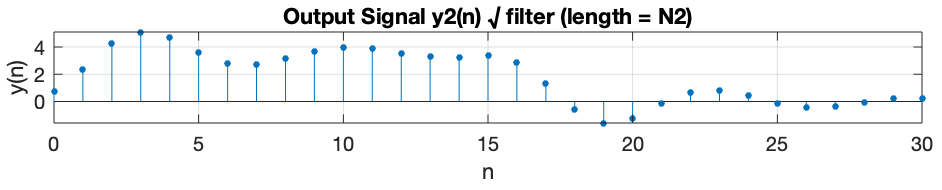 Output Signal y2(n) √ filter (length = N2)
y(n)
4
2
0
0 5 10 15 20 25 30
n